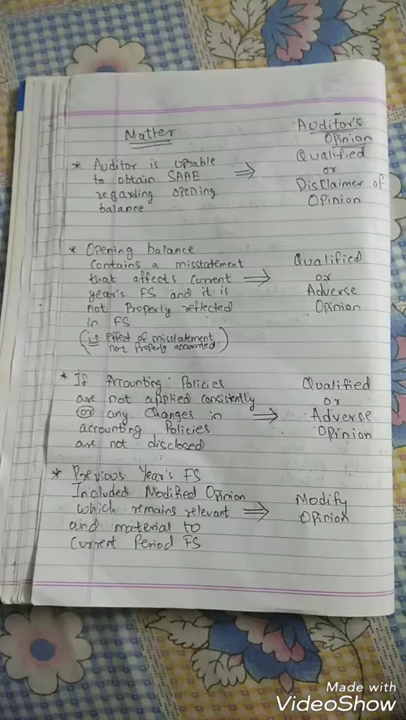 Matter
Auditor's
Opinion
* Auditor is unable
to obtain SAAE
regarding opening
balance
⇒
Qualified
or
Disclaimer of
Opinion
* Opening balance
contains a misstatement
that affects current
year's FS and it is
not Properly reflected
in FS
(ie effect of misstatement
not Properly accounted)
⇒
Qualified
or
Adverse
Opinion
* If Accounting Policies
are not applied consistently
(or) any changes in
accounting Policies
are not disclosed
⇒
Qualified
or
Adverse
Opinion
* Previous Year's FS
Included Modified Opinion
which remains relevant
and material to
Current Period FS
⇒
Modify
Opinion
Made with
VideoShow